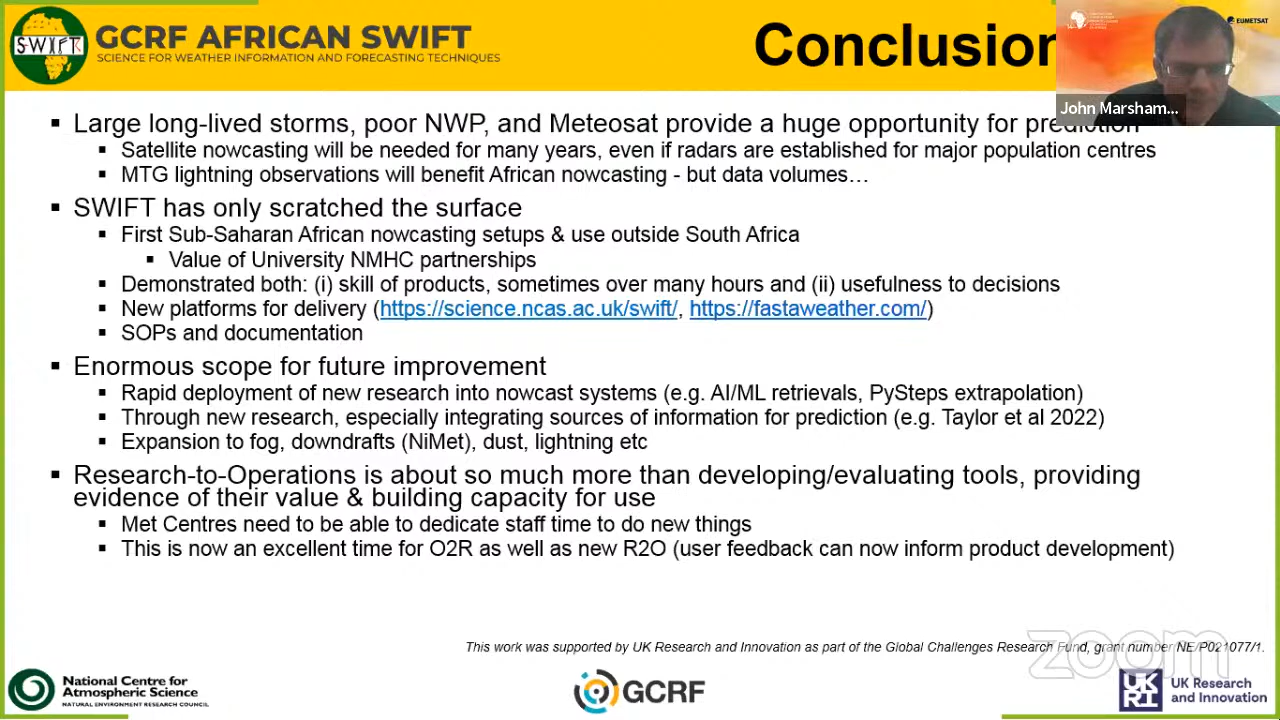 SWIFT
GCRF AFRICAN SWIFT
SCIENCE FOR WEATHER INFORMATION AND FORECASTING TECHNIQUES
Conclusion
EUMETSAT
John Marsham...
▪ Large long-lived storms, poor NWP, and Meteosat provide a huge opportunity for prediction
▪ Satellite nowcasting will be needed for many years, even if radars are established for major population centres
▪ MTG lightning observations will benefit African nowcasting - but data volumes…
▪ SWIFT has only scratched the surface
▪ First Sub-Saharan African nowcasting setups & use outside South Africa
▪ Value of University NMHC partnerships
▪ Demonstrated both: (i) skill of products, sometimes over many hours and (ii) usefulness to decisions
▪ New platforms for delivery (https://science.ncas.ac.uk/swift/, https://fastaweather.com/)
▪ SOPs and documentation
▪ Enormous scope for future improvement
▪ Rapid deployment of new research into nowcast systems (e.g. AI/ML retrievals, PySteps extrapolation)
▪ Through new research, especially integrating sources of information for prediction (e.g. Taylor et al 2022)
▪ Expansion to fog, downdrafts (NiMet), dust, lightning etc
▪ Research-to-Operations is about so much more than developing/evaluating tools, providing
evidence of their value & building capacity for use
▪ Met Centres need to be able to dedicate staff time to do new things
▪ This is now an excellent time for O2R as well as new R2O (user feedback can now inform product development)
This work was supported by UK Research and Innovation as part of the Global Challenges Research Fund, grant number NE/P021077/1.
zoom
National Centre for
Atmospheric Science
NATURAL ENVIRONMENT RESEARCH COUNCIL
GCRF
UKRI
UK Research
and Innovation